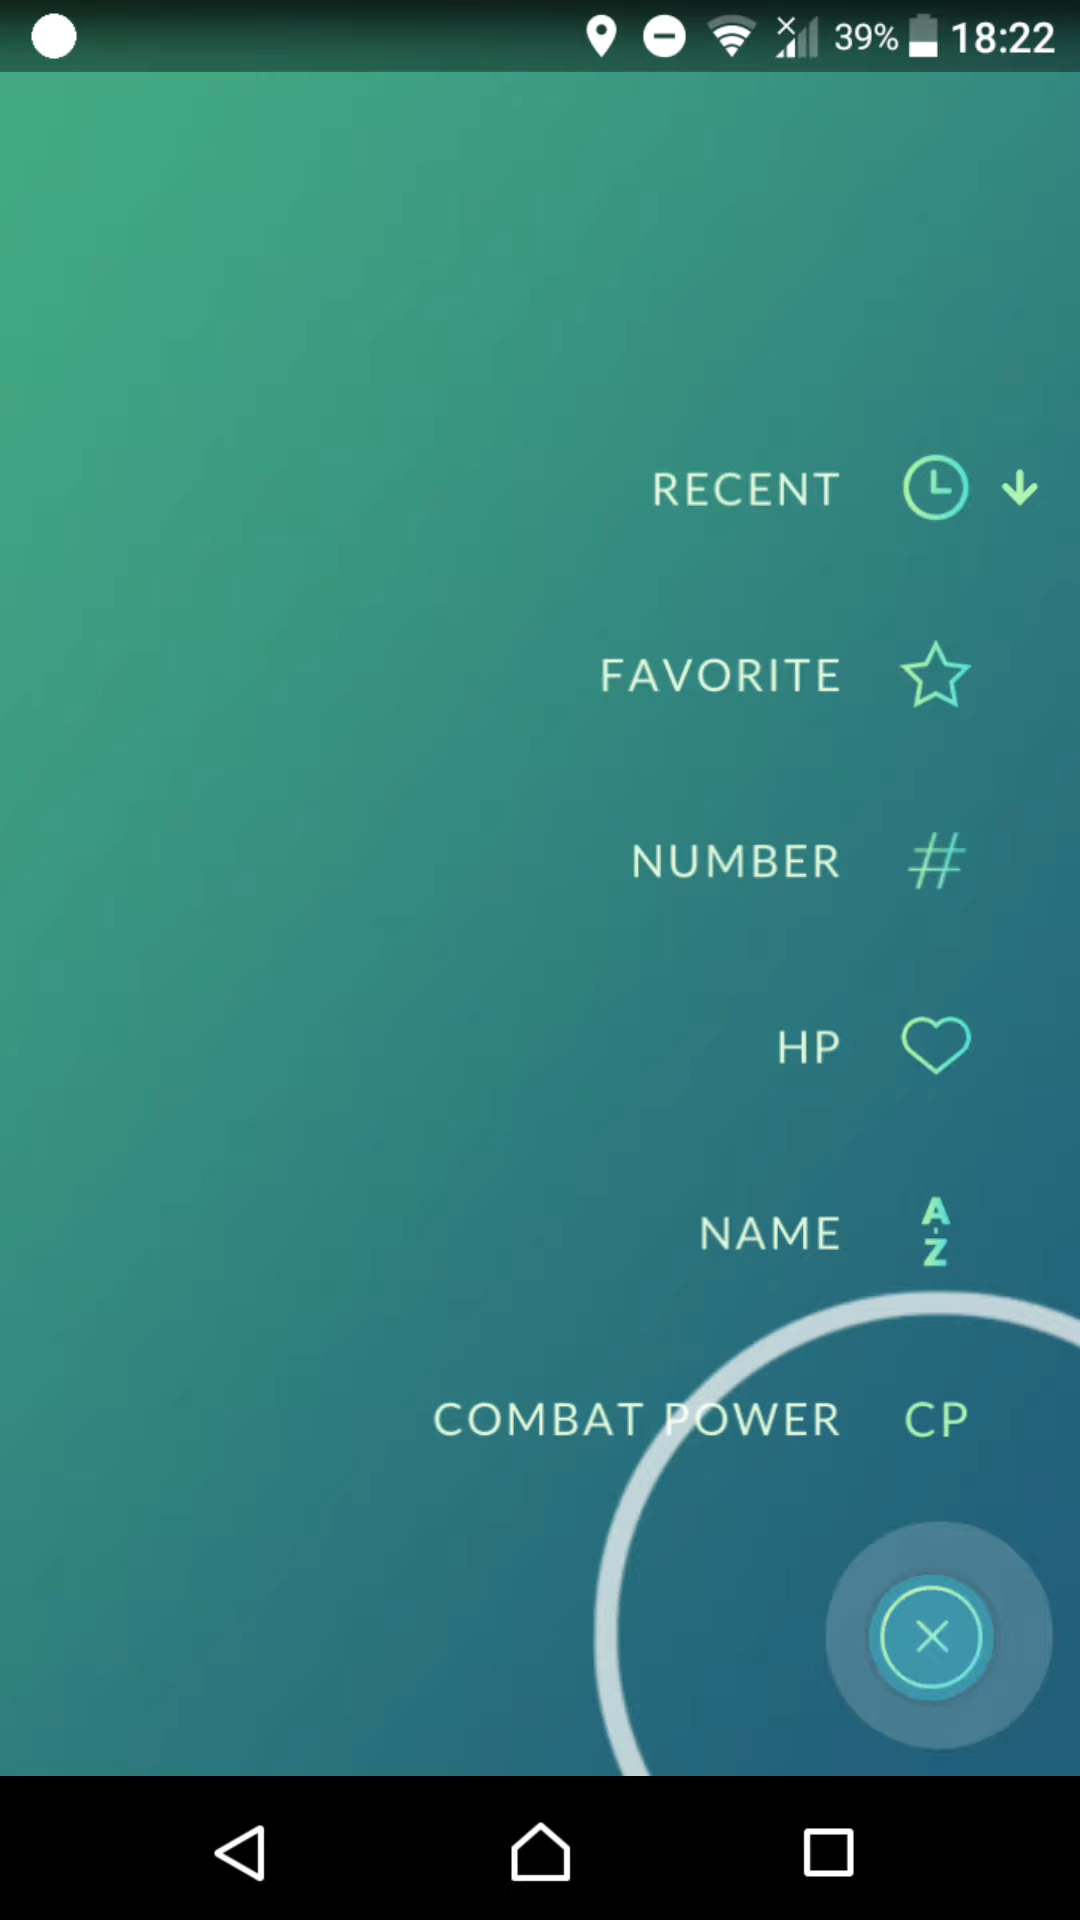 39% 18:22
RECENT
FAVORITE
NUMBER #
HP
NAME A-Z
COMBAT POWER CP